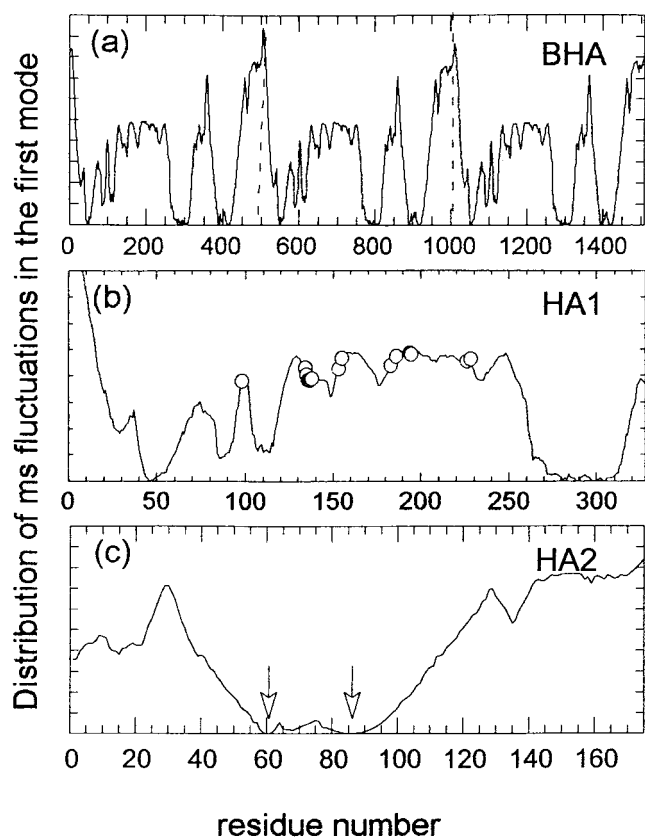 Distribution of ms fluctuations in the first mode
(a)
BHA
0 200 400 600 800 1000 1200 1400
(b)
HA1
0 50 100 150 200 250 300
(c)
HA2
0 20 40 60 80 100 120 140 160
residue number